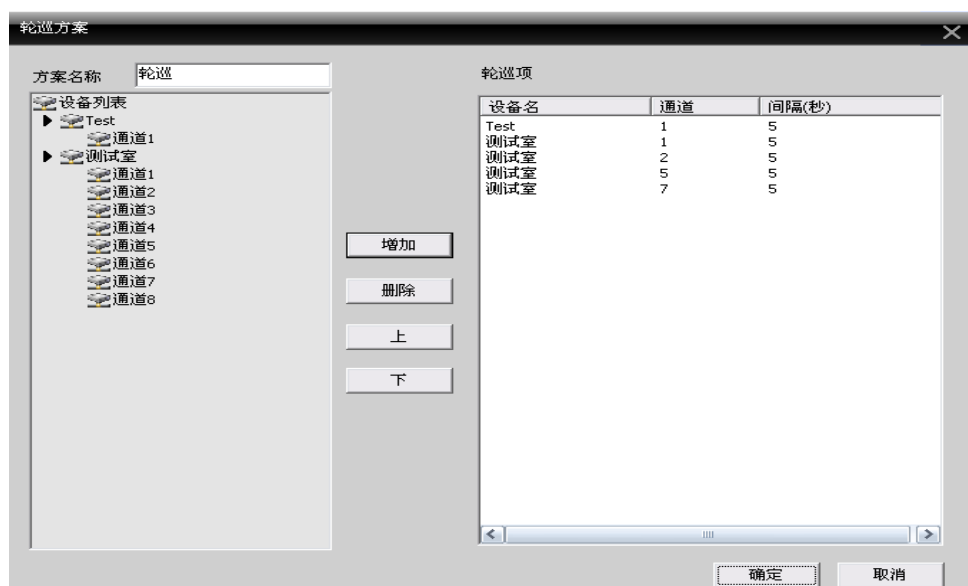 轮巡方案
方案名称 轮巡
设备列表
Test
通道1
测试室
通道1
通道2
通道3
通道4
通道5
通道6
通道7
通道8
增加
删除
上
下
轮巡项
设备名 通道 间隔(秒)
Test 1 5
测试室 1 5
测试室 2 5
测试室 5 5
测试室 7 5
确定 取消